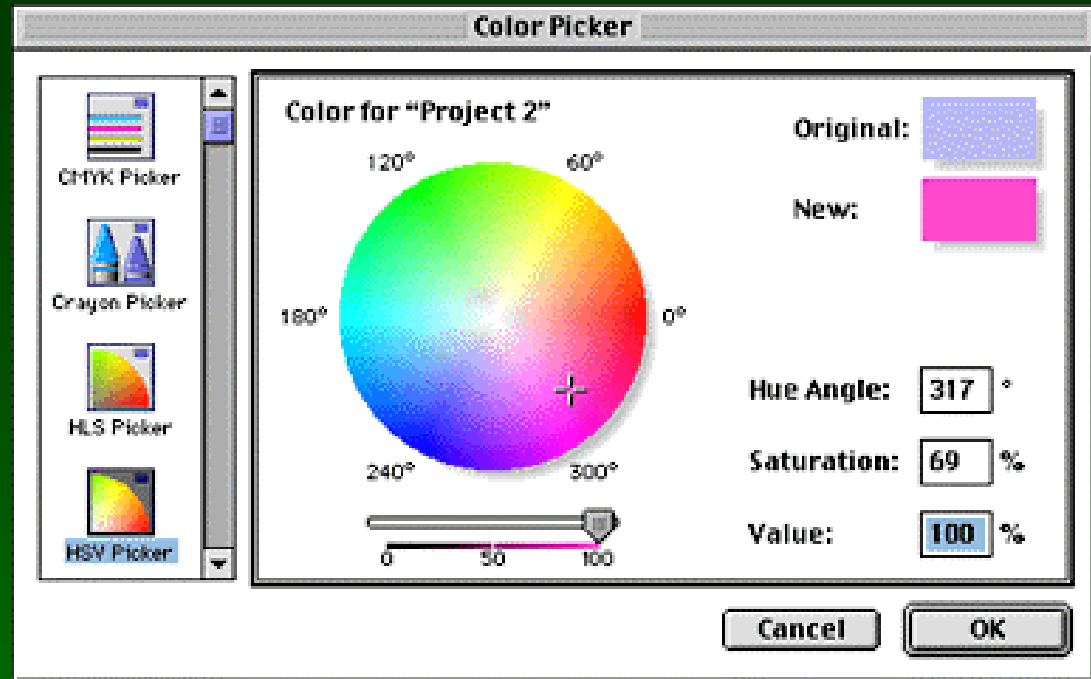 Color Picker
CMYK Picker
Crayon Picker
HLS Picker
HSV Picker
Color for “Project 2”
120°
60°
180°
0°
240°
300°
0 50 100
Original:
New:
Hue Angle: 317 °
Saturation: 69 %
Value: 100 %
Cancel
OK